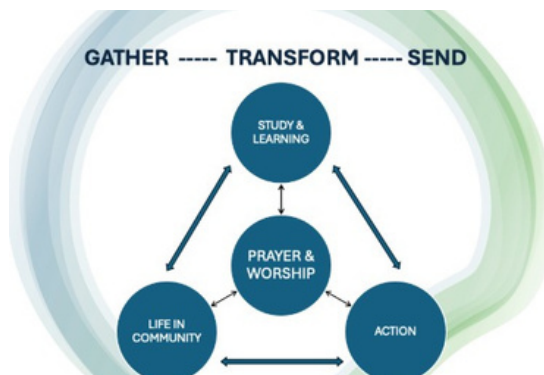 GATHER ----- TRANSFORM ----- SEND
STUDY &
LEARNING
PRAYER &
WORSHIP
LIFE IN
COMMUNITY
ACTION